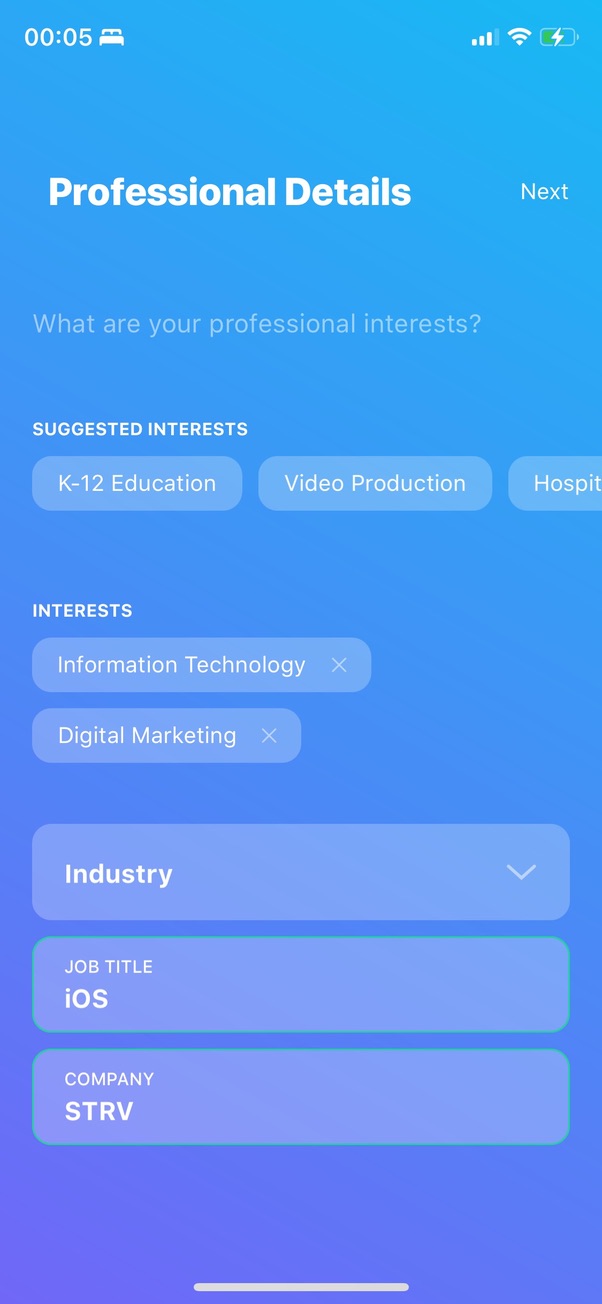 00:05
Professional Details
Next
What are your professional interests?
SUGGESTED INTERESTS
K-12 Education
Video Production
Hospit
INTERESTS
Information Technology
Digital Marketing
Industry
JOB TITLE
iOS
COMPANY
STRV